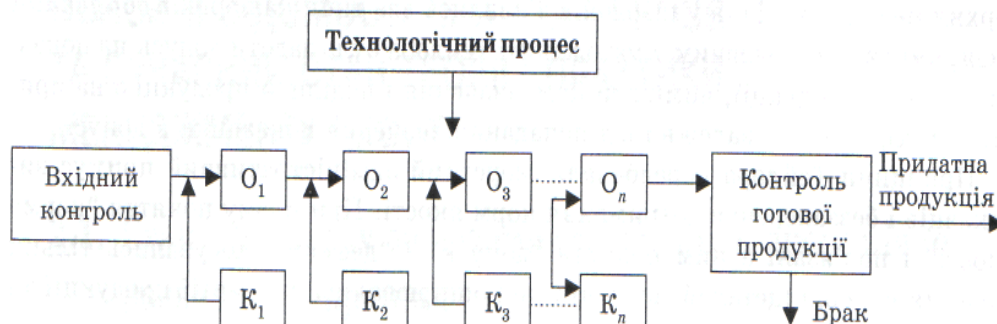 Технологічний процес
Вхідний
контроль
О₁
О₂
О₃
Оₙ
Контроль
готової
продукції
Придатна
продукція
К₁
К₂
К₃
Кₙ
Брак